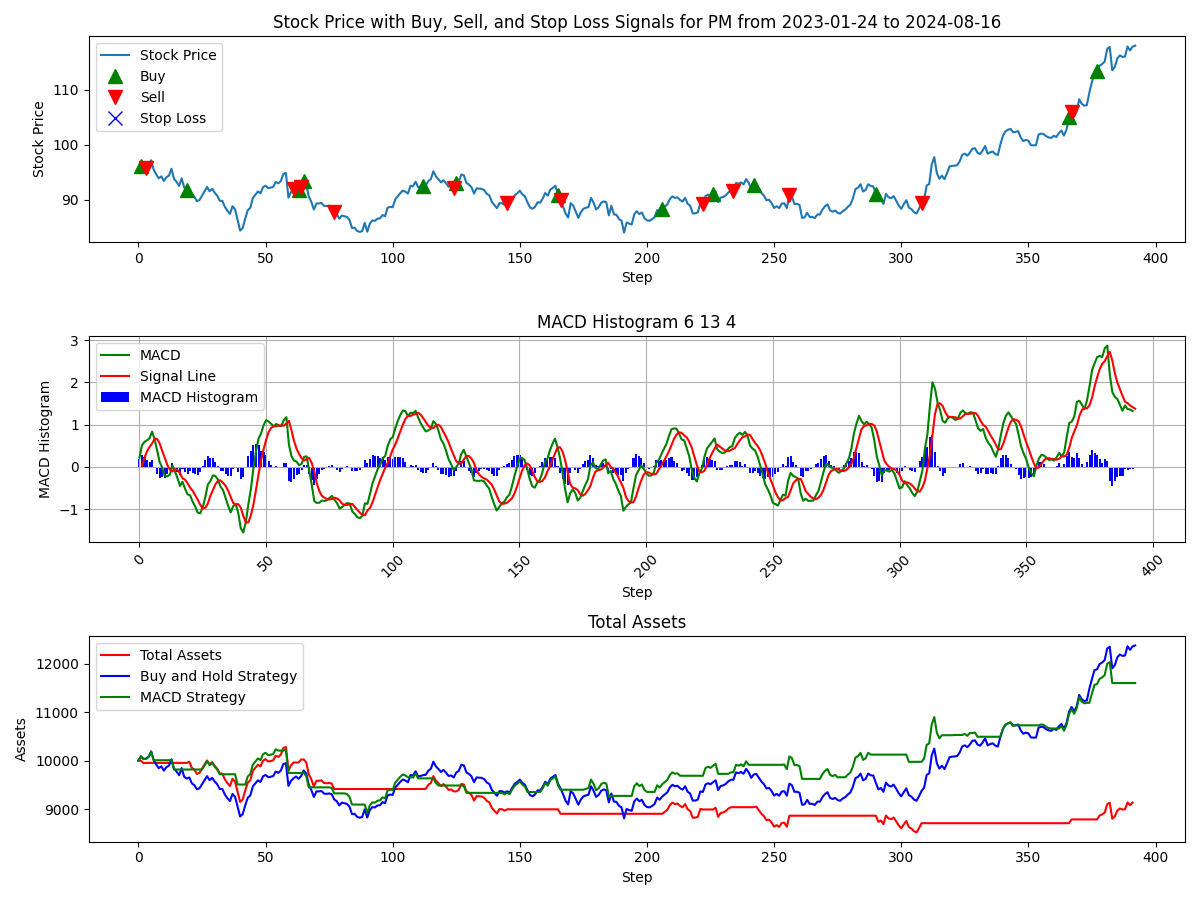 Stock Price with Buy, Sell, and Stop Loss Signals for PM from 2023-01-24 to 2024-08-16
Stock Price
Buy
Sell
Stop Loss
Stock Price
110
100
90
0 50 100 150 200 250 300 350 400
Step
MACD Histogram 6 13 4
MACD
Signal Line
MACD Histogram
MACD Histogram
3
2
1
0
−1
0 50 100 150 200 250 300 350 400
Step
Total Assets
Total Assets
Buy and Hold Strategy
MACD Strategy
Assets
12000
11000
10000
9000
0 50 100 150 200 250 300 350 400
Step